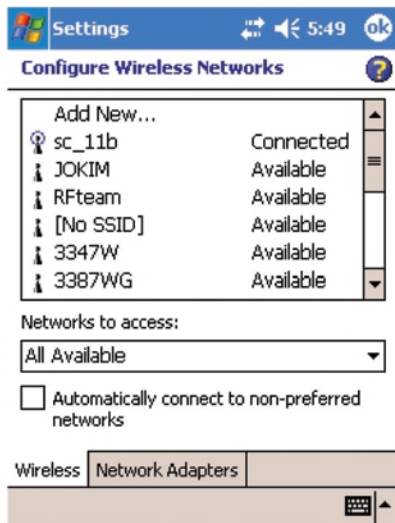 Settings 5:49 ok
Configure Wireless Networks ?
Add New...
sc_11b Connected
JOKIM Available
RFteam Available
[No SSID] Available
3347W Available
3387WG Available
Networks to access:
All Available
Automatically connect to non-preferred
networks
Wireless Network Adapters